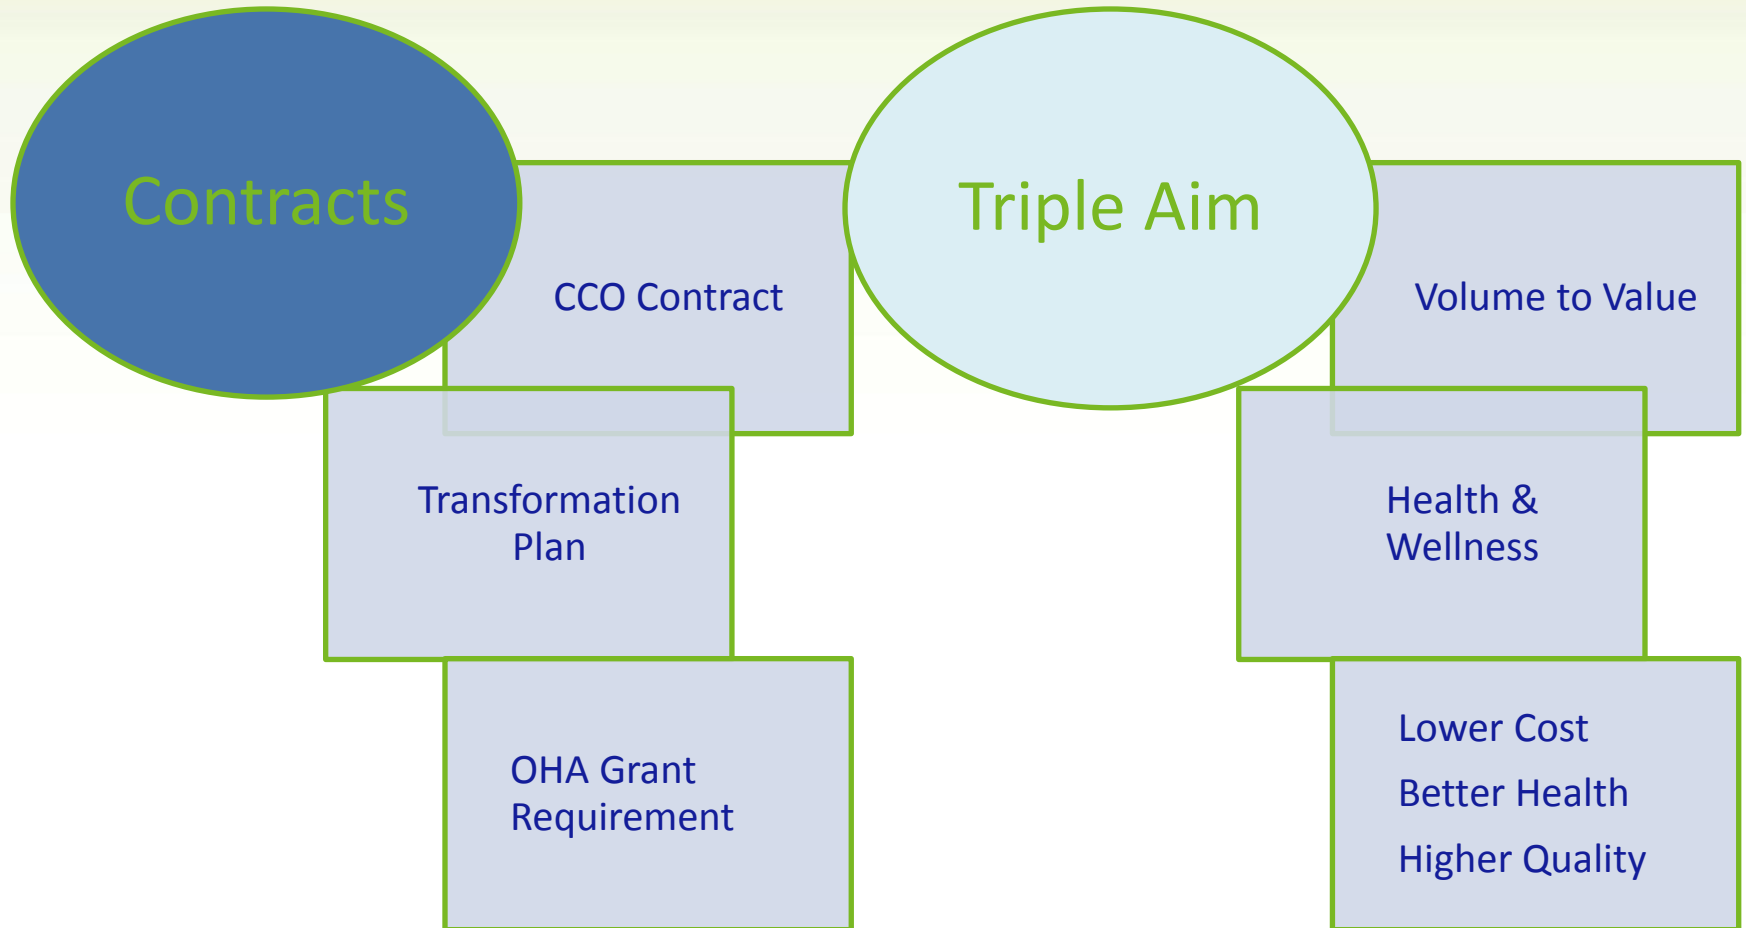 Contracts
CCO Contract
Transformation
Plan
OHA Grant
Requirement
Triple Aim
Volume to Value
Health &
Wellness
Lower Cost
Better Health
Higher Quality